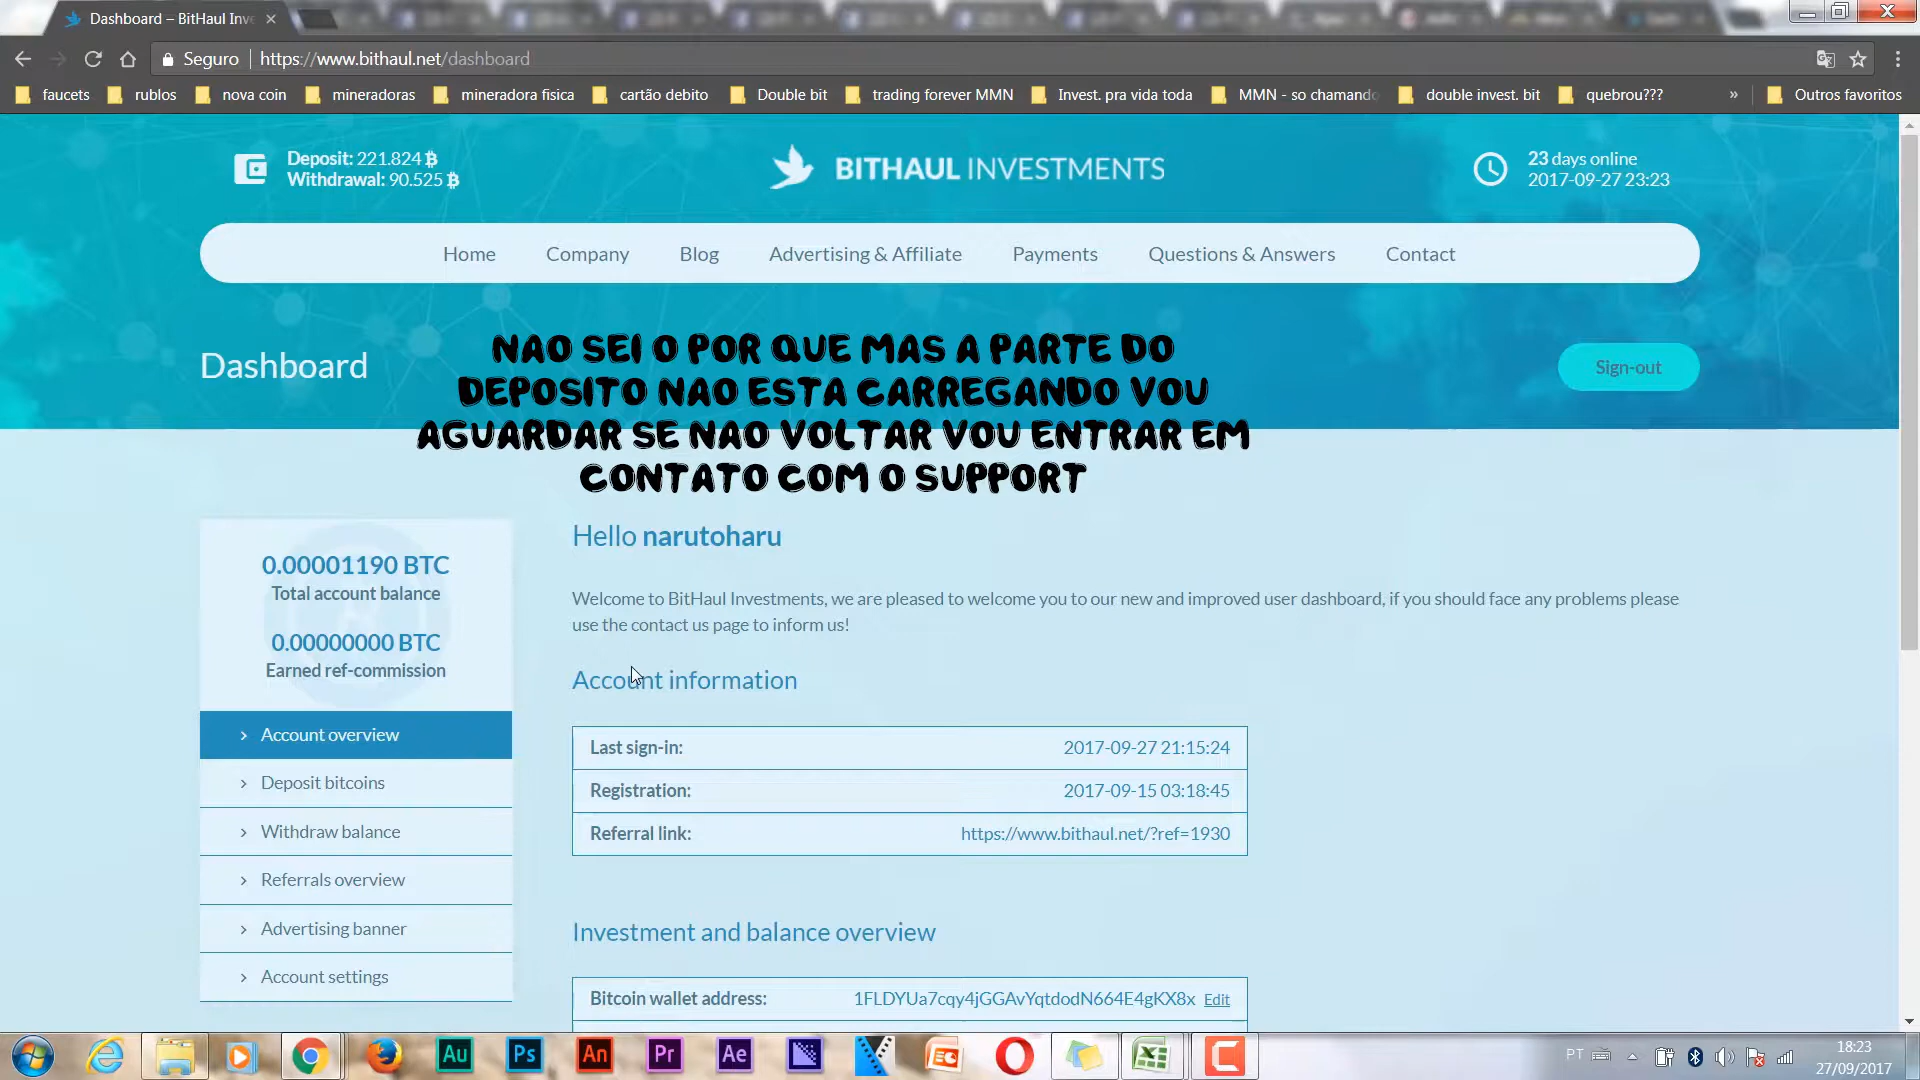 Dashboard – BitHaul Inve
Seguro
https://www.bithaul.net/dashboard
faucets
rublos
nova coin
mineradoras
mineradora fisica
cartão debito
Double bit
trading forever MMN
Invest. pra vida toda
MMN - so chamando
double invest. bit
quebrou???
»
Outros favoritos
Deposit: 221.824
Withdrawal: 90.525
BITHAUL INVESTMENTS
23 days online
2017-09-27 23:23
Home
Company
Blog
Advertising & Affiliate
Payments
Questions & Answers
Contact
Dashboard
NAO SEI O POR QUE MAS A PARTE DO
DEPOSITO NAO ESTA CARREGANDO VOU
AGUARDAR SE NAO VOLTAR VOU ENTRAR EM
CONTATO COM O SUPPORT
Sign-out
0.00001190 BTC
Total account balance
0.00000000 BTC
Earned ref-commission
Account overview
Deposit bitcoins
Withdraw balance
Referrals overview
Advertising banner
Account settings
Hello narutoharu
Welcome to BitHaul Investments, we are pleased to welcome you to our new and improved user dashboard, if you should face any problems please
use the contact us page to inform us!
Account information
Last sign-in: 2017-09-27 21:15:24
Registration: 2017-09-15 03:18:45
Referral link: https://www.bithaul.net/?ref=1930
Investment and balance overview
Bitcoin wallet address: 1FLDYUa7cqy4jGGAvYqtdodN664E4gKX8x Edit
Au
Ps
An
Pr
Ae
PT
18:23
27/09/2017